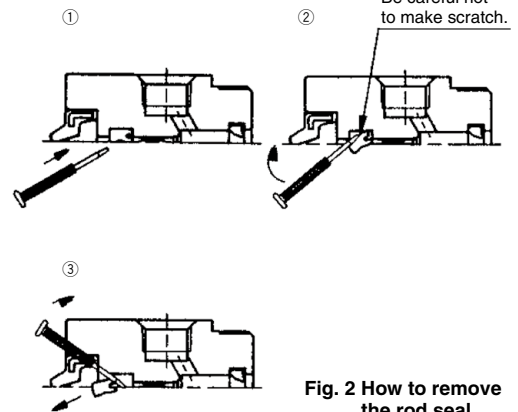 ①
②
Be careful not
to make scratch.
③
Fig. 2 How to remove
the rod seal